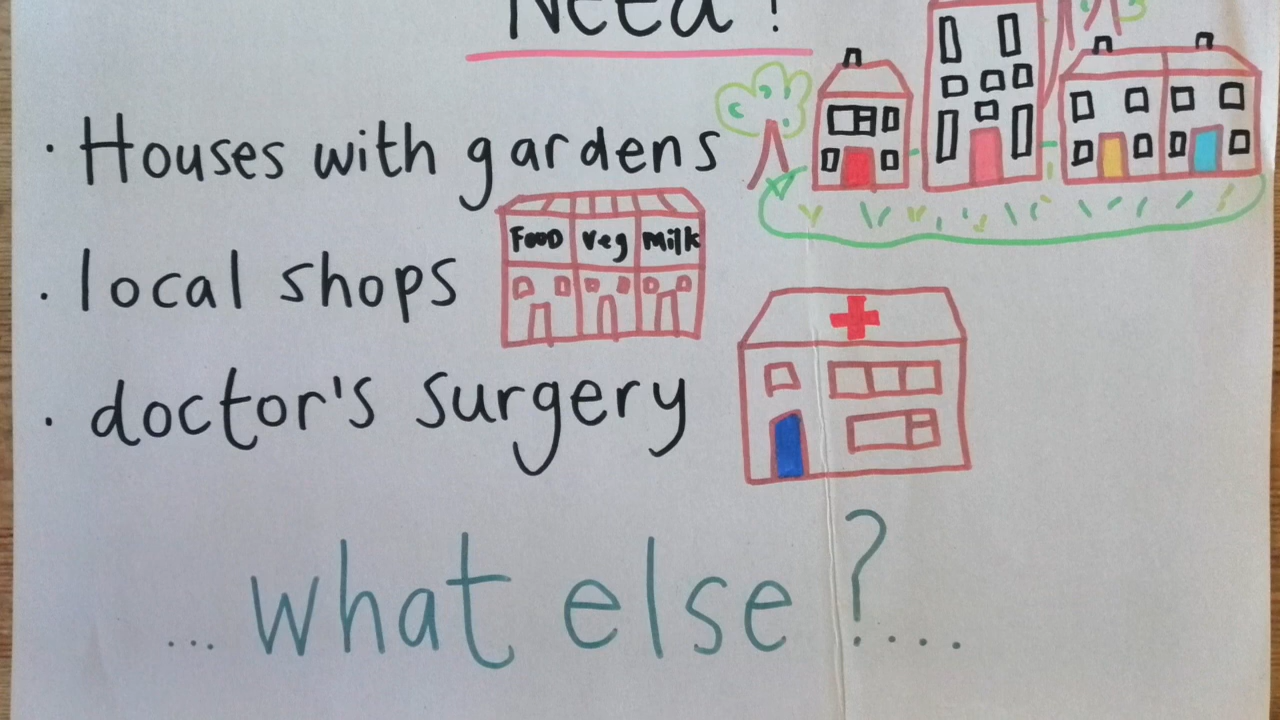 Need?
· Houses with gardens
Food Veg Milk
· local shops
· doctor's surgery
... what else?....